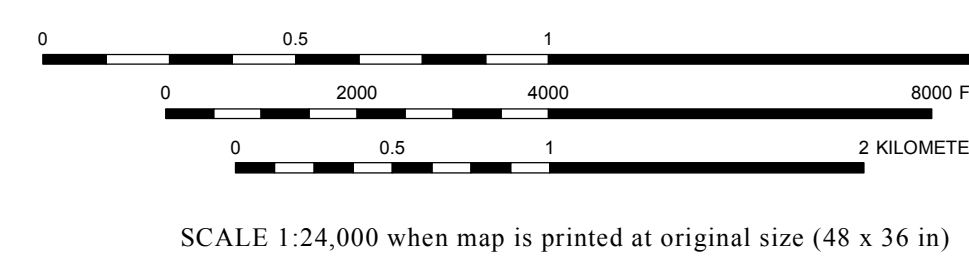 0 0.5 1
0 2000 4000 8000 F
0 0.5 1 2 KILOMETE
SCALE 1:24,000 when map is printed at original size (48 x 36 in)